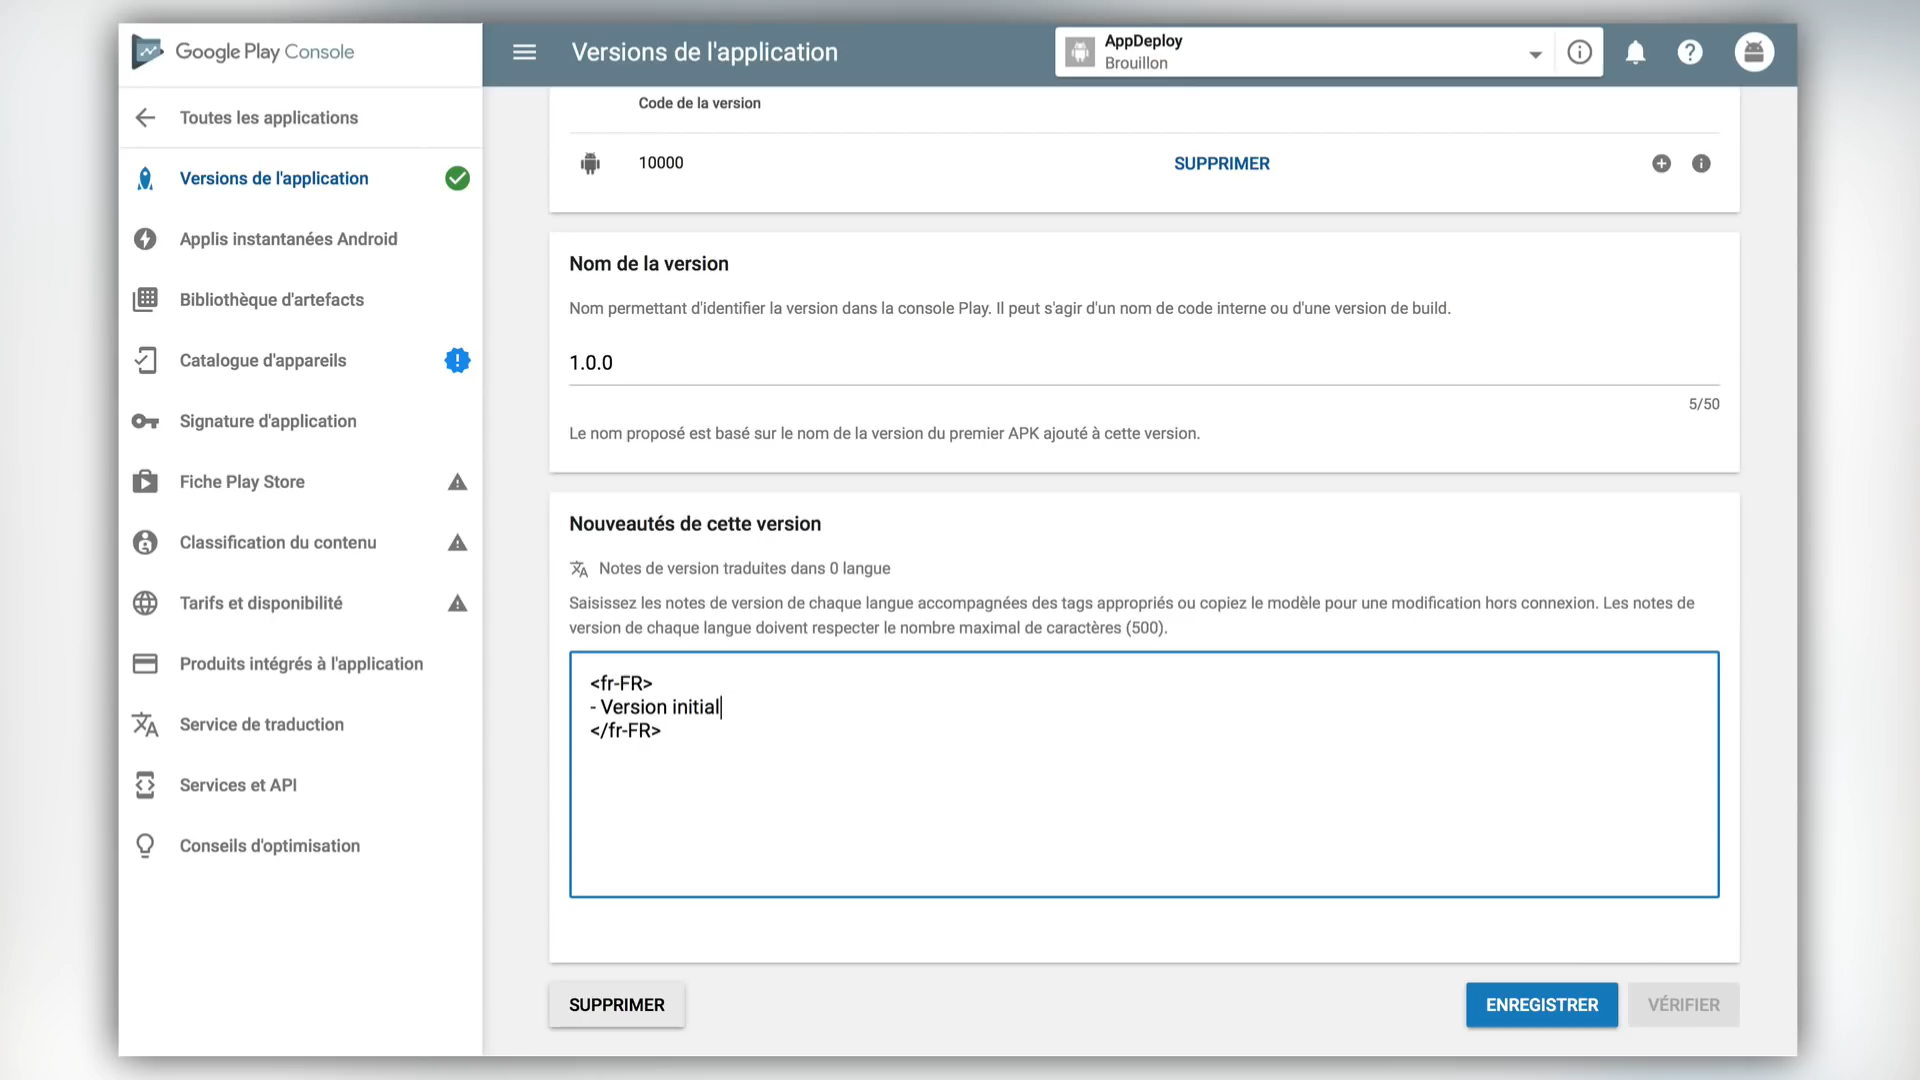 Google Play Console
Versions de l'application
AppDeploy
Brouillon
Toutes les applications
Versions de l'application
Applis instantanées Android
Bibliothèque d'artefacts
Catalogue d'appareils
Signature d'application
Fiche Play Store
Classification du contenu
Tarifs et disponibilité
Produits intégrés à l'application
Service de traduction
Services et API
Conseils d'optimisation
Code de la version
10000
SUPPRIMER
Nom de la version
Nom permettant d'identifier la version dans la console Play. Il peut s'agir d'un nom de code interne ou d'une version de build.
1.0.0
5/50
Le nom proposé est basé sur le nom de la version du premier APK ajouté à cette version.
Nouveautés de cette version
Notes de version traduites dans 0 langue
Saisissez les notes de version de chaque langue accompagnées des tags appropriés ou copiez le modèle pour une modification hors connexion. Les notes de
version de chaque langue doivent respecter le nombre maximal de caractères (500).
<fr-FR>
- Version initial
</fr-FR>
SUPPRIMER
ENREGISTRER
VÉRIFIER